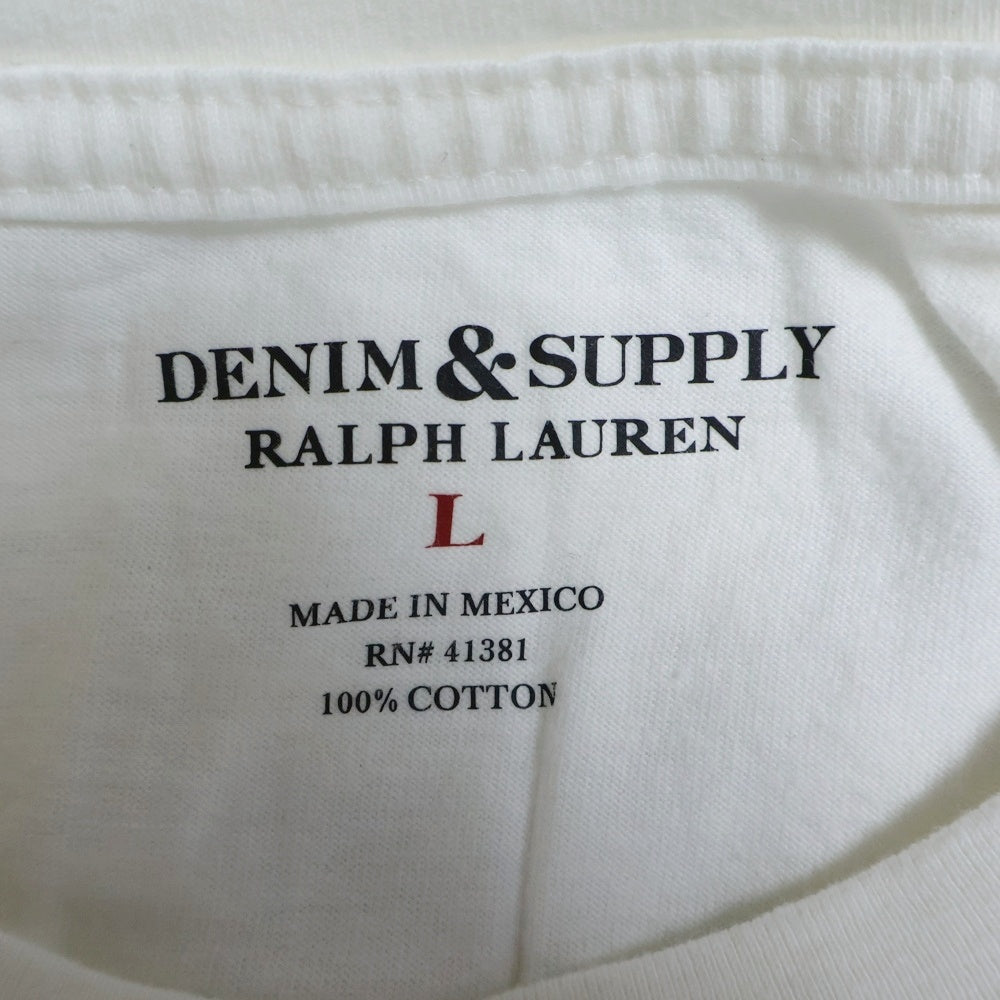 DENIM & SUPPLY
RALPH LAUREN
L
MADE IN MEXICO
RN# 41381
100% COTTON